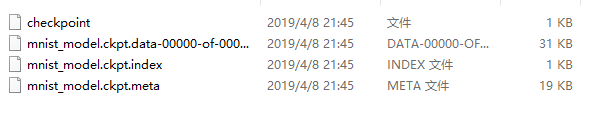 checkpoint 2019/4/8 21:45 文件 1 KB
mnist_model.ckpt.data-00000-of-000... 2019/4/8 21:45 DATA-00000-OF... 31 KB
mnist_model.ckpt.index 2019/4/8 21:45 INDEX 文件 1 KB
mnist_model.ckpt.meta 2019/4/8 21:45 META 文件 19 KB